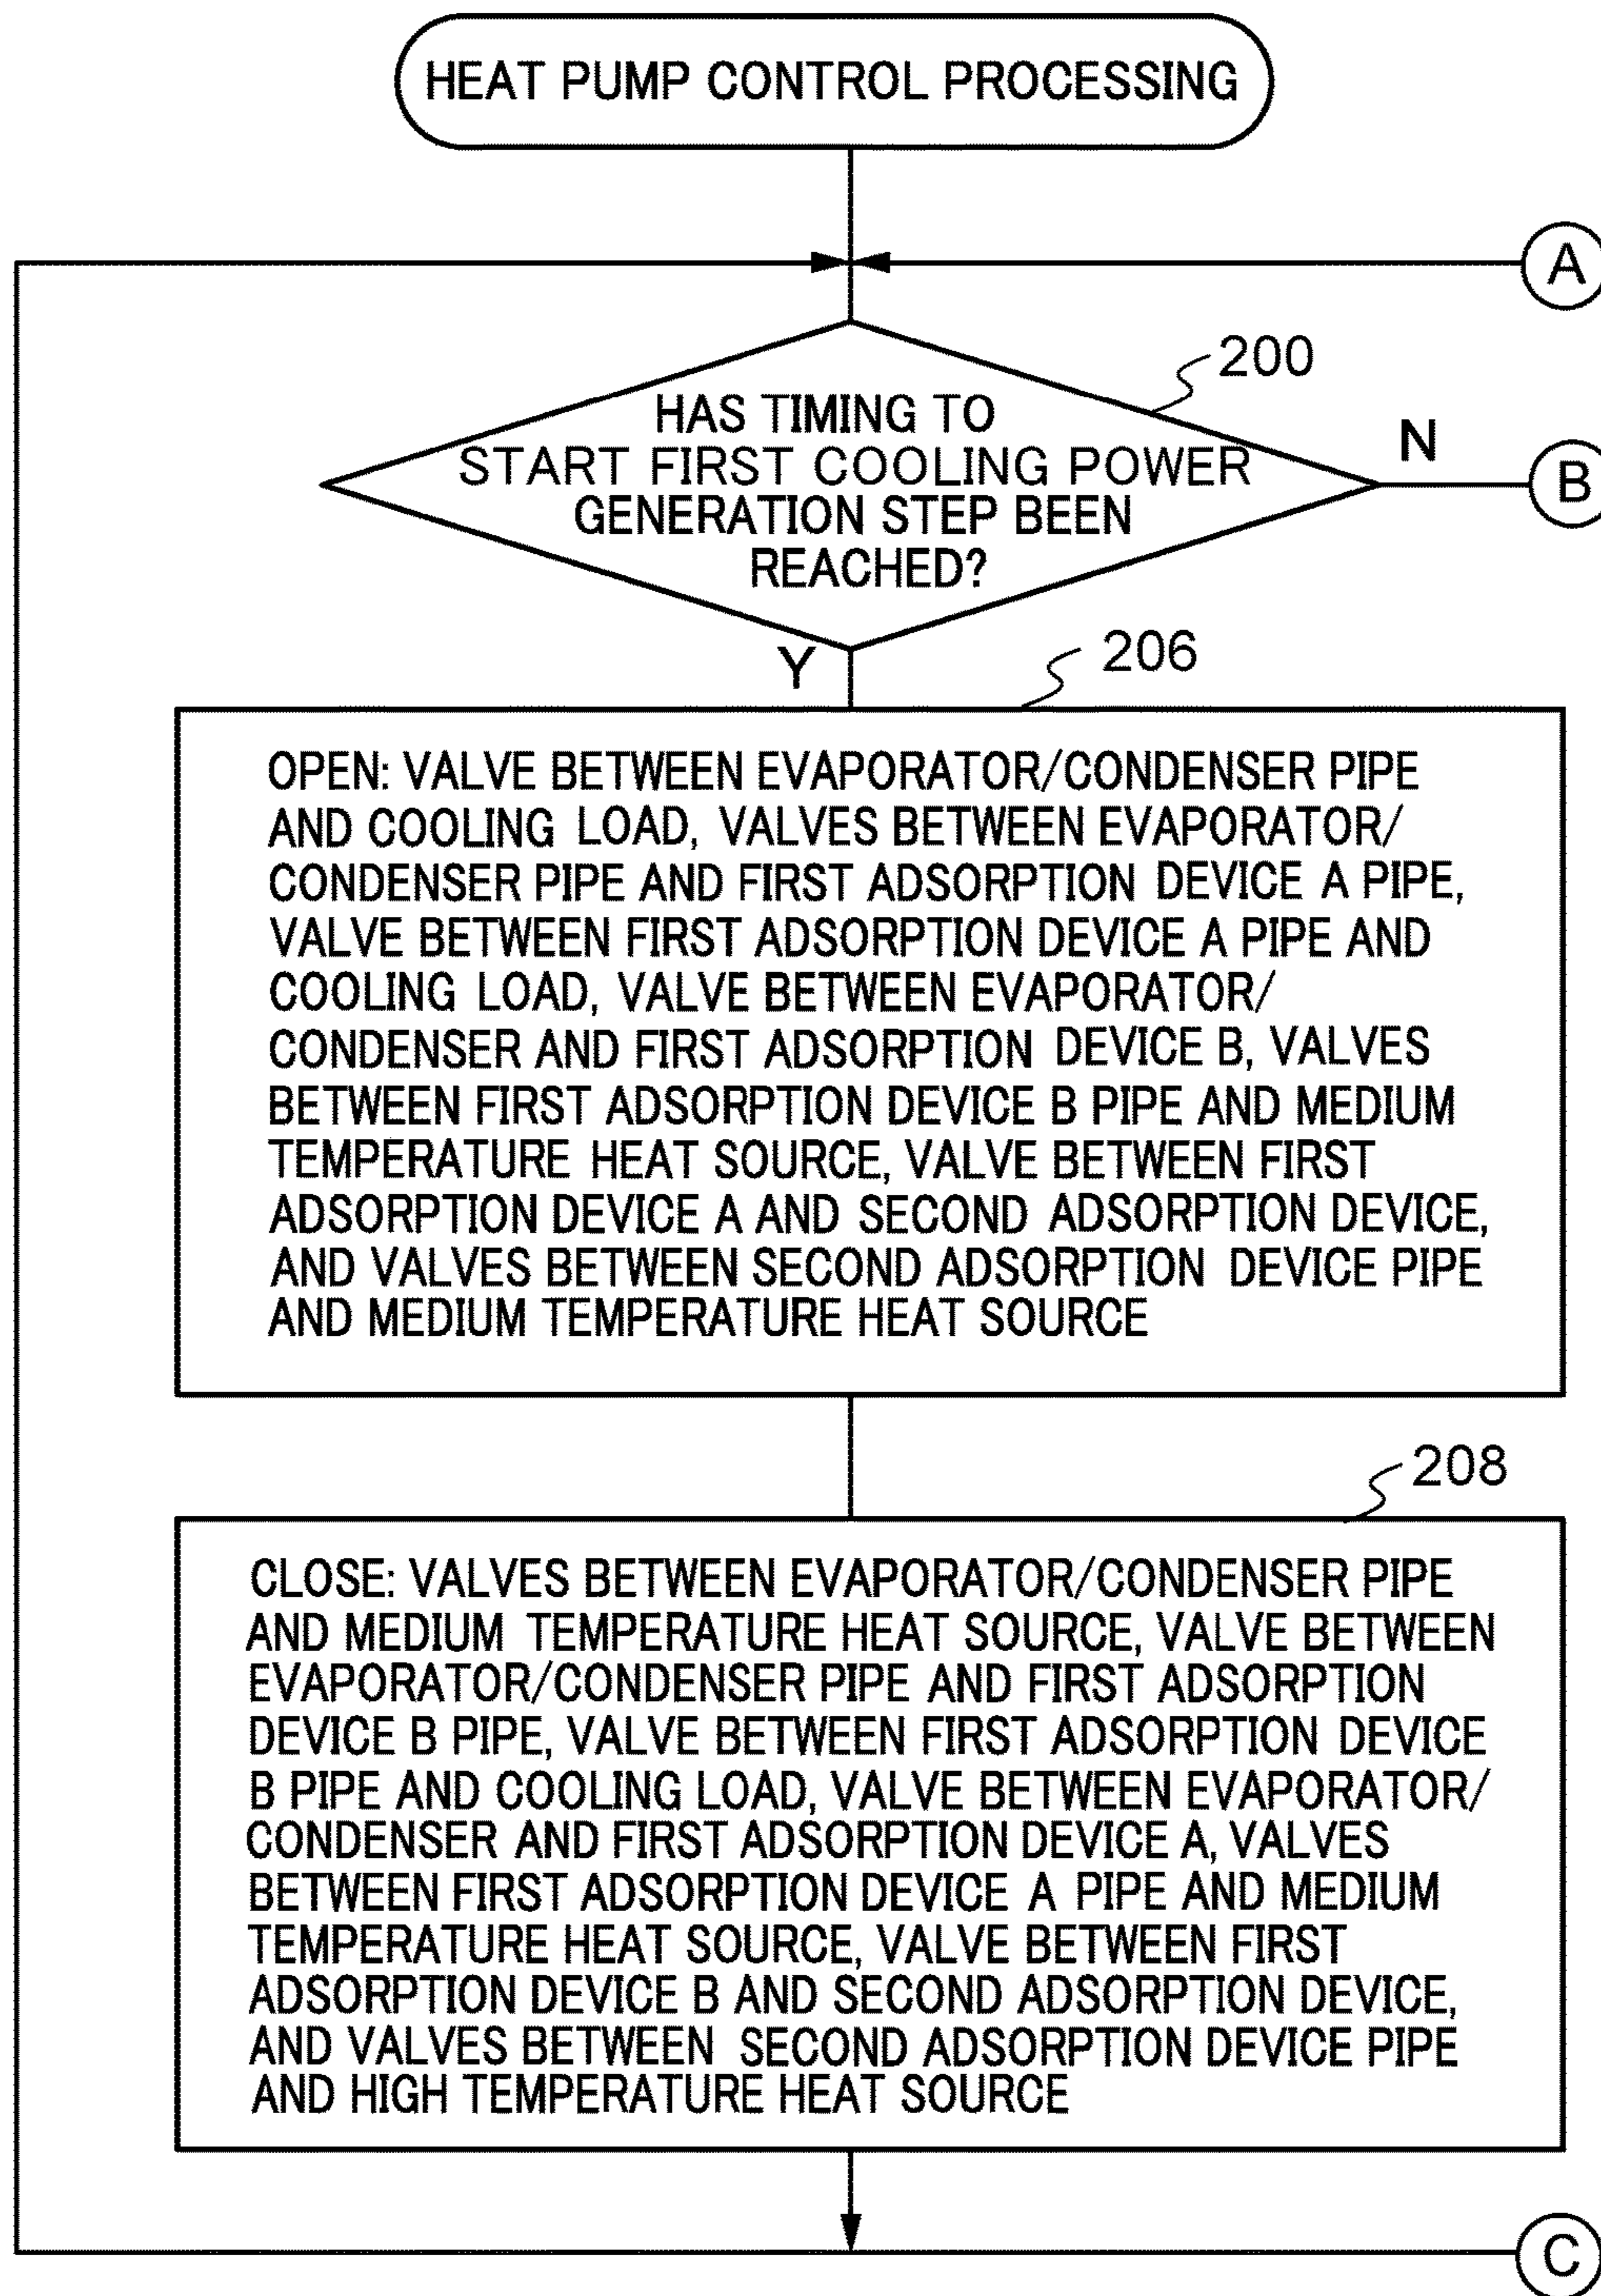 HEAT PUMP CONTROL PROCESSING
A
200
HAS TIMING TO
START FIRST COOLING POWER
GENERATION STEP BEEN
REACHED?
N
B
Y
206
OPEN: VALVE BETWEEN EVAPORATOR/CONDENSER PIPE
AND COOLING LOAD, VALVES BETWEEN EVAPORATOR/
CONDENSER PIPE AND FIRST ADSORPTION DEVICE A PIPE,
VALVE BETWEEN FIRST ADSORPTION DEVICE A PIPE AND
COOLING LOAD, VALVE BETWEEN EVAPORATOR/
CONDENSER AND FIRST ADSORPTION DEVICE B, VALVES
BETWEEN FIRST ADSORPTION DEVICE B PIPE AND MEDIUM
TEMPERATURE HEAT SOURCE, VALVE BETWEEN FIRST
ADSORPTION DEVICE A AND SECOND ADSORPTION DEVICE,
AND VALVES BETWEEN SECOND ADSORPTION DEVICE PIPE
AND MEDIUM TEMPERATURE HEAT SOURCE
208
CLOSE: VALVES BETWEEN EVAPORATOR/CONDENSER PIPE
AND MEDIUM TEMPERATURE HEAT SOURCE, VALVE BETWEEN
EVAPORATOR/CONDENSER PIPE AND FIRST ADSORPTION
DEVICE B PIPE, VALVE BETWEEN FIRST ADSORPTION DEVICE
B PIPE AND COOLING LOAD, VALVE BETWEEN EVAPORATOR/
CONDENSER AND FIRST ADSORPTION DEVICE A, VALVES
BETWEEN FIRST ADSORPTION DEVICE A PIPE AND MEDIUM
TEMPERATURE HEAT SOURCE, VALVE BETWEEN FIRST
ADSORPTION DEVICE B AND SECOND ADSORPTION DEVICE,
AND VALVES BETWEEN SECOND ADSORPTION DEVICE PIPE
AND HIGH TEMPERATURE HEAT SOURCE
C